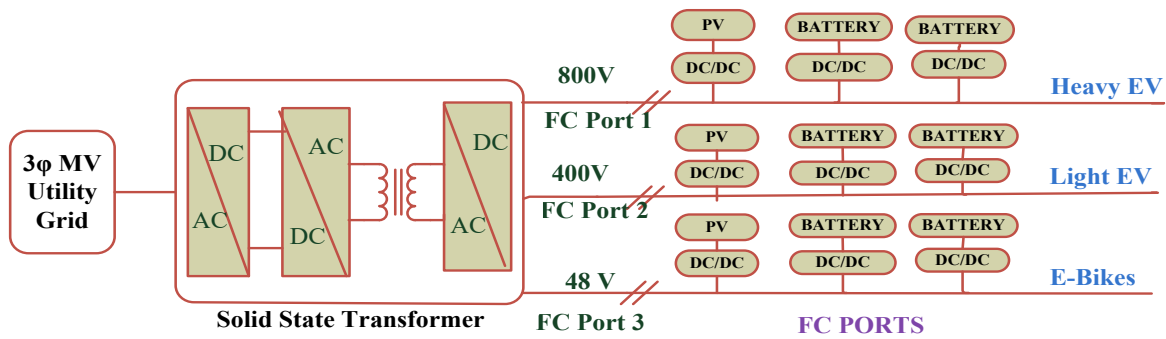 3φ MV
Utility
Grid
DC
AC
AC
DC
DC
AC
Solid State Transformer
800V
FC Port 1
PV
BATTERY
BATTERY
DC/DC
DC/DC
DC/DC
Heavy EV
400V
FC Port 2
PV
BATTERY
BATTERY
DC/DC
DC/DC
DC/DC
Light EV
48 V
FC Port 3
PV
BATTERY
BATTERY
DC/DC
DC/DC
DC/DC
E-Bikes
FC PORTS